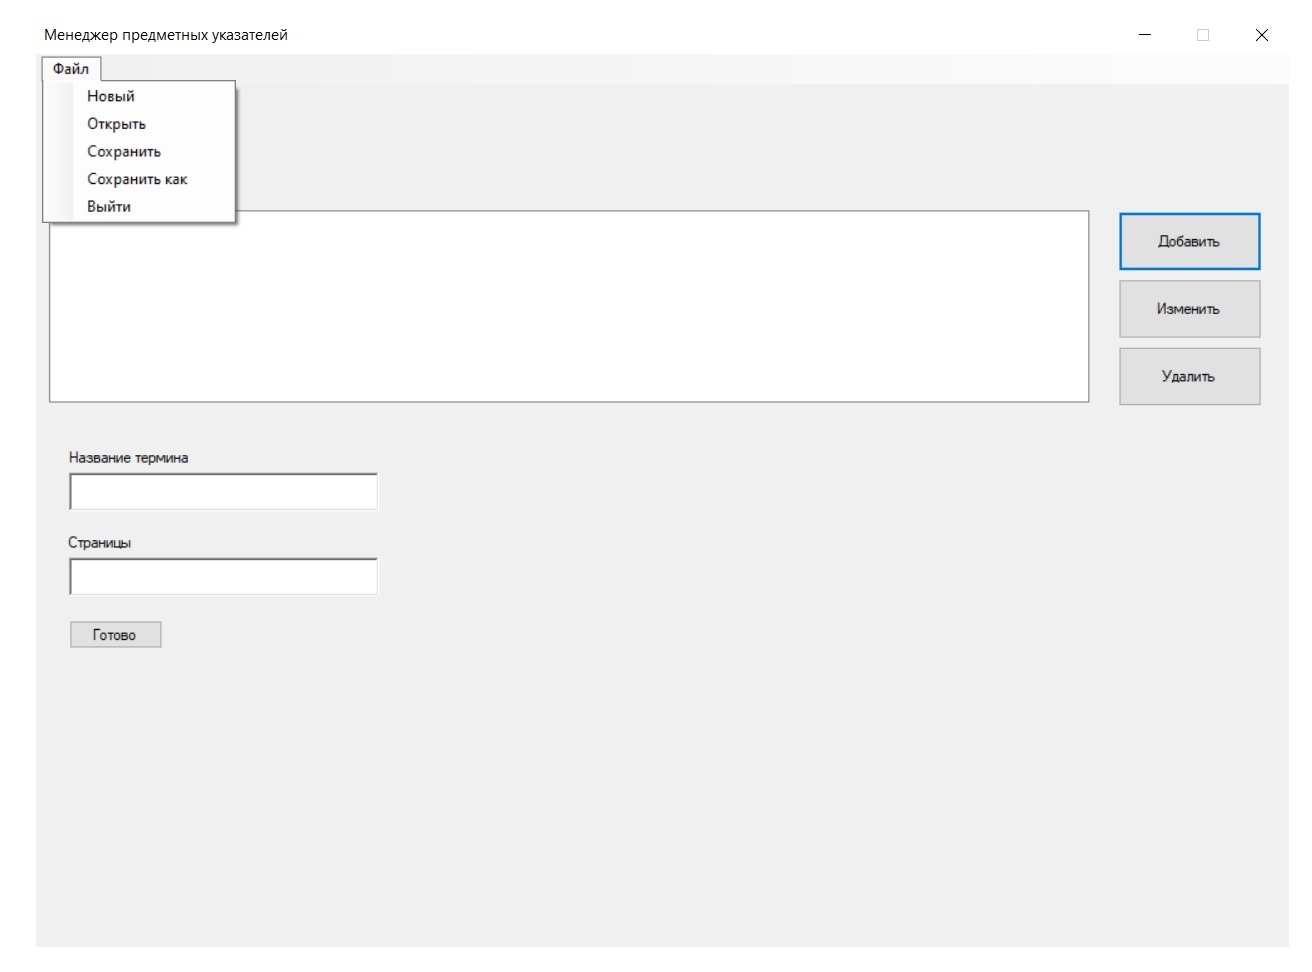 Менеджер предметных указателей
Файл
Новый
Открыть
Сохранить
Сохранить как
Выйти
Добавить
Изменить
Удалить
Название термина
Страницы
Готово